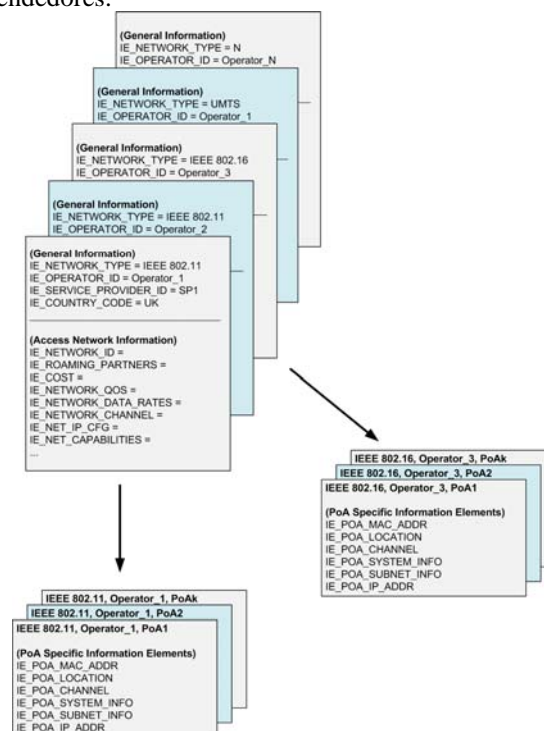 endedores.
(General Information)
IE_NETWORK_TYPE = N
IE_OPERATOR_ID = Operator_N
(General Information)
IE_NETWORK_TYPE = UMTS
IE_OPERATOR_ID = Operator_1
(General Information)
IE_NETWORK_TYPE = IEEE 802.16
IE_OPERATOR_ID = Operator_3
(General Information)
IE_NETWORK_TYPE = IEEE 802.11
IE_OPERATOR_ID = Operator_2
(General Information)
IE_NETWORK_TYPE = IEEE 802.11
IE_OPERATOR_ID = Operator_1
IE_SERVICE_PROVIDER_ID = SP1
IE_COUNTRY_CODE = UK
(Access Network Information)
IE_NETWORK_ID =
IE_ROAMING_PARTNERS =
IE_COST =
IE_NETWORK_QOS =
IE_NETWORK_DATA_RATES =
IE_NETWORK_CHANNEL =
IE_NET_IP_CFG =
IE_NET_CAPABILITIES =
...
IEEE 802.16, Operator_3, PoAk
IEEE 802.16, Operator_3, PoA2
IEEE 802.16, Operator_3, PoA1
(PoA Specific Information Elements)
IE_POA_MAC_ADDR
IE_POA_LOCATION
IE_POA_CHANNEL
IE_POA_SYSTEM_INFO
IE_POA_SUBNET_INFO
IE_POA_IP_ADDR
IEEE 802.11, Operator_1, PoAk
IEEE 802.11, Operator_1, PoA2
IEEE 802.11, Operator_1, PoA1
(PoA Specific Information Elements)
IE_POA_MAC_ADDR
IE_POA_LOCATION
IE_POA_CHANNEL
IE_POA_SYSTEM_INFO
IE_POA_SUBNET_INFO
IE_POA_IP_ADDR